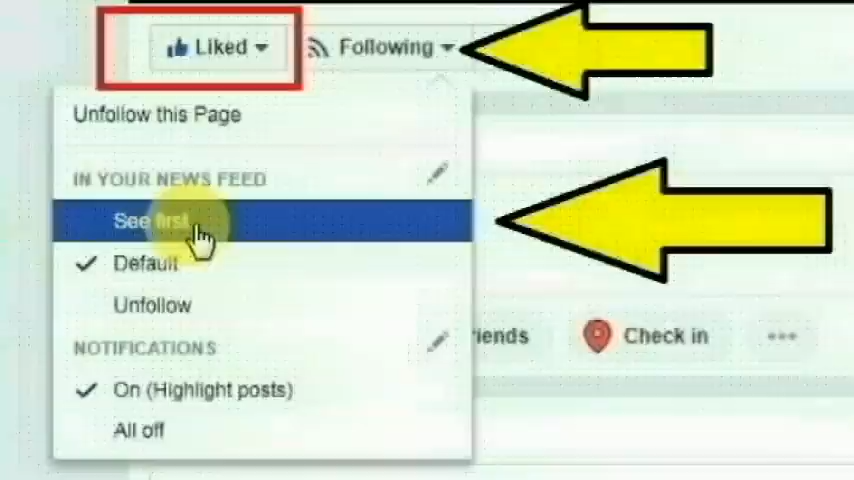 Liked Following
Unfollow this Page
IN YOUR NEWS FEED
See first
Default
Unfollow
riends Check in
NOTIFICATIONS
On (Highlight posts)
All off